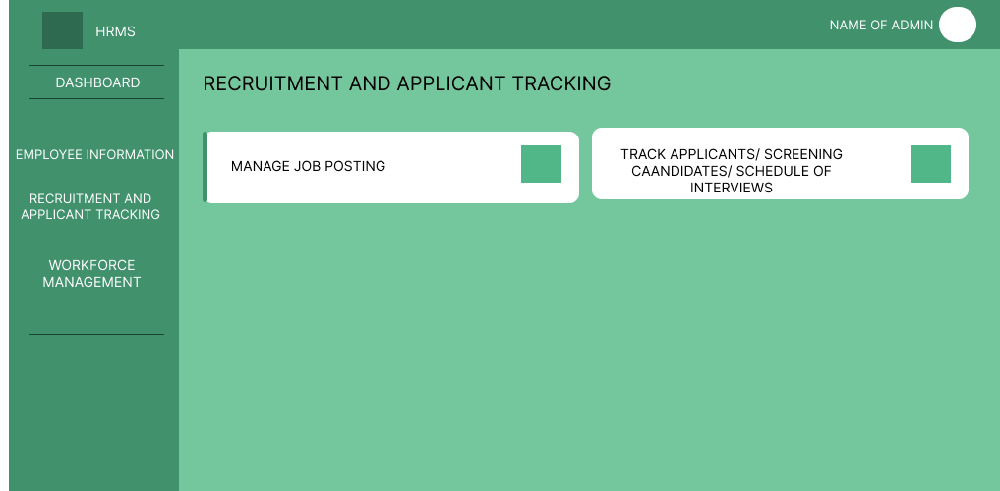 HRMS
NAME OF ADMIN
DASHBOARD
EMPLOYEE INFORMATION
RECRUITMENT AND
APPLICANT TRACKING
WORKFORCE
MANAGEMENT
RECRUITMENT AND APPLICANT TRACKING
MANAGE JOB POSTING
TRACK APPLICANTS/ SCREENING
CAANDIDATES/ SCHEDULE OF
INTERVIEWS